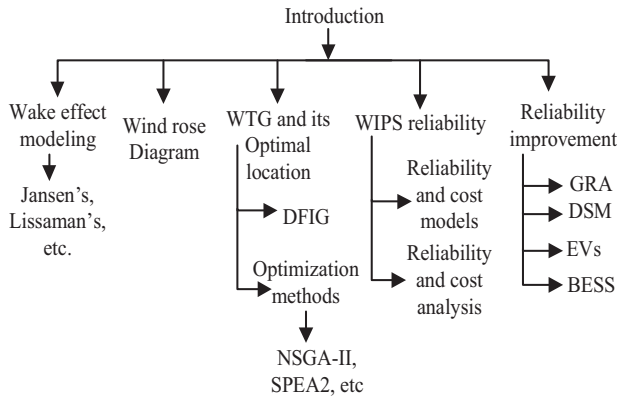 Introduction
Wake effect
modeling
Jansen's,
Lissaman's,
etc.
Wind rose
Diagram
WTG and its
Optimal
location
DFIG
Optimization
methods
NSGA-II,
SPEA2, etc
WIPS reliability
Reliability
and cost
models
Reliability
and cost
analysis
Reliability
improvement
GRA
DSM
EVs
BESS